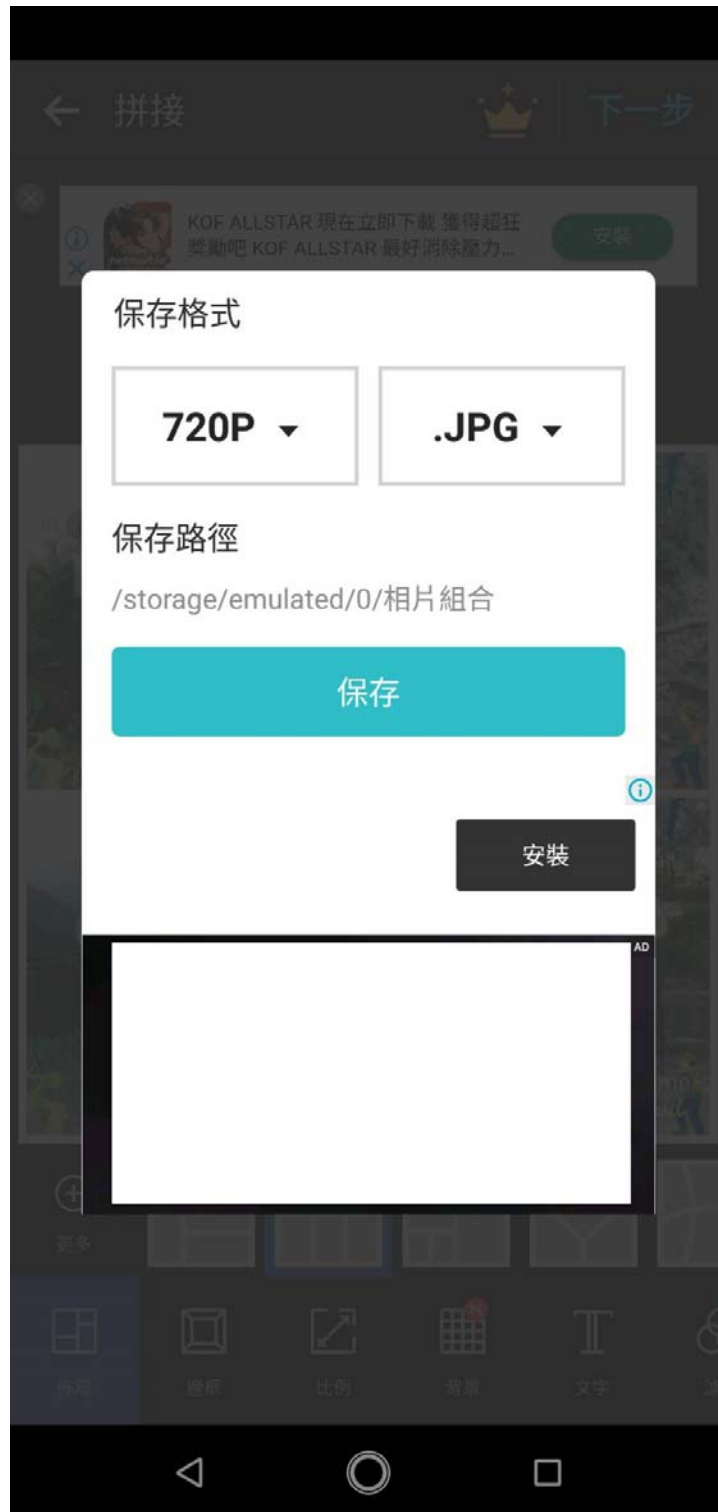 拼接
下一步
KOF ALLSTAR 現在立即下載 獲得超狂
獎勵吧 KOF ALLSTAR 最好消除壓力...
安裝
保存格式
720P
.JPG
保存路徑
/storage/emulated/0/相片組合
保存
安裝
AD
更多
佈局
邊框
比例
背景
N
文字